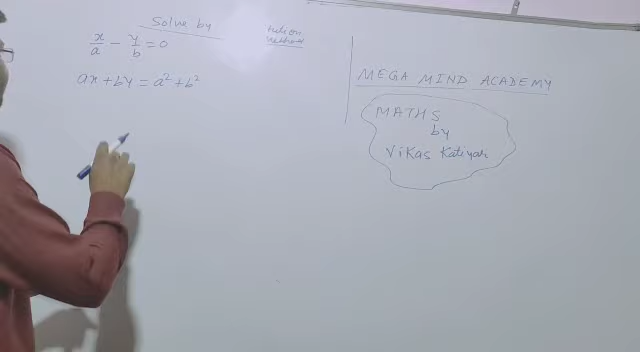 Solve by
x/a - y/b = 0
ax + by = a² + b²
MEGA MIND ACADEMY
MATHS
by
Vikas Katiyar